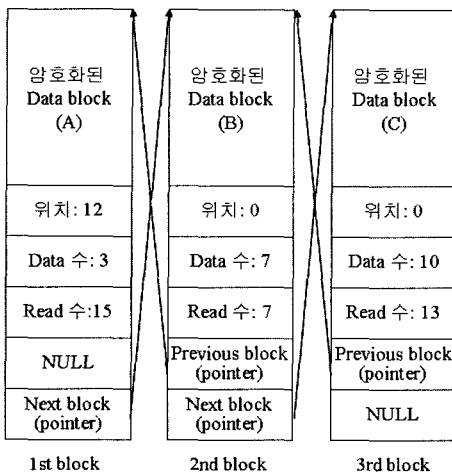 암호화된
Data block
(A)
위치: 12
Data 수: 3
Read 수:15
NULL
Next block
(pointer)
1st block
암호화된
Data block
(B)
위치: 0
Data 수: 7
Read 수: 7
Previous block
(pointer)
Next block
(pointer)
2nd block
암호화된
Data block
(C)
위치: 0
Data 수: 10
Read 수: 13
Previous block
(pointer)
NULL
3rd block